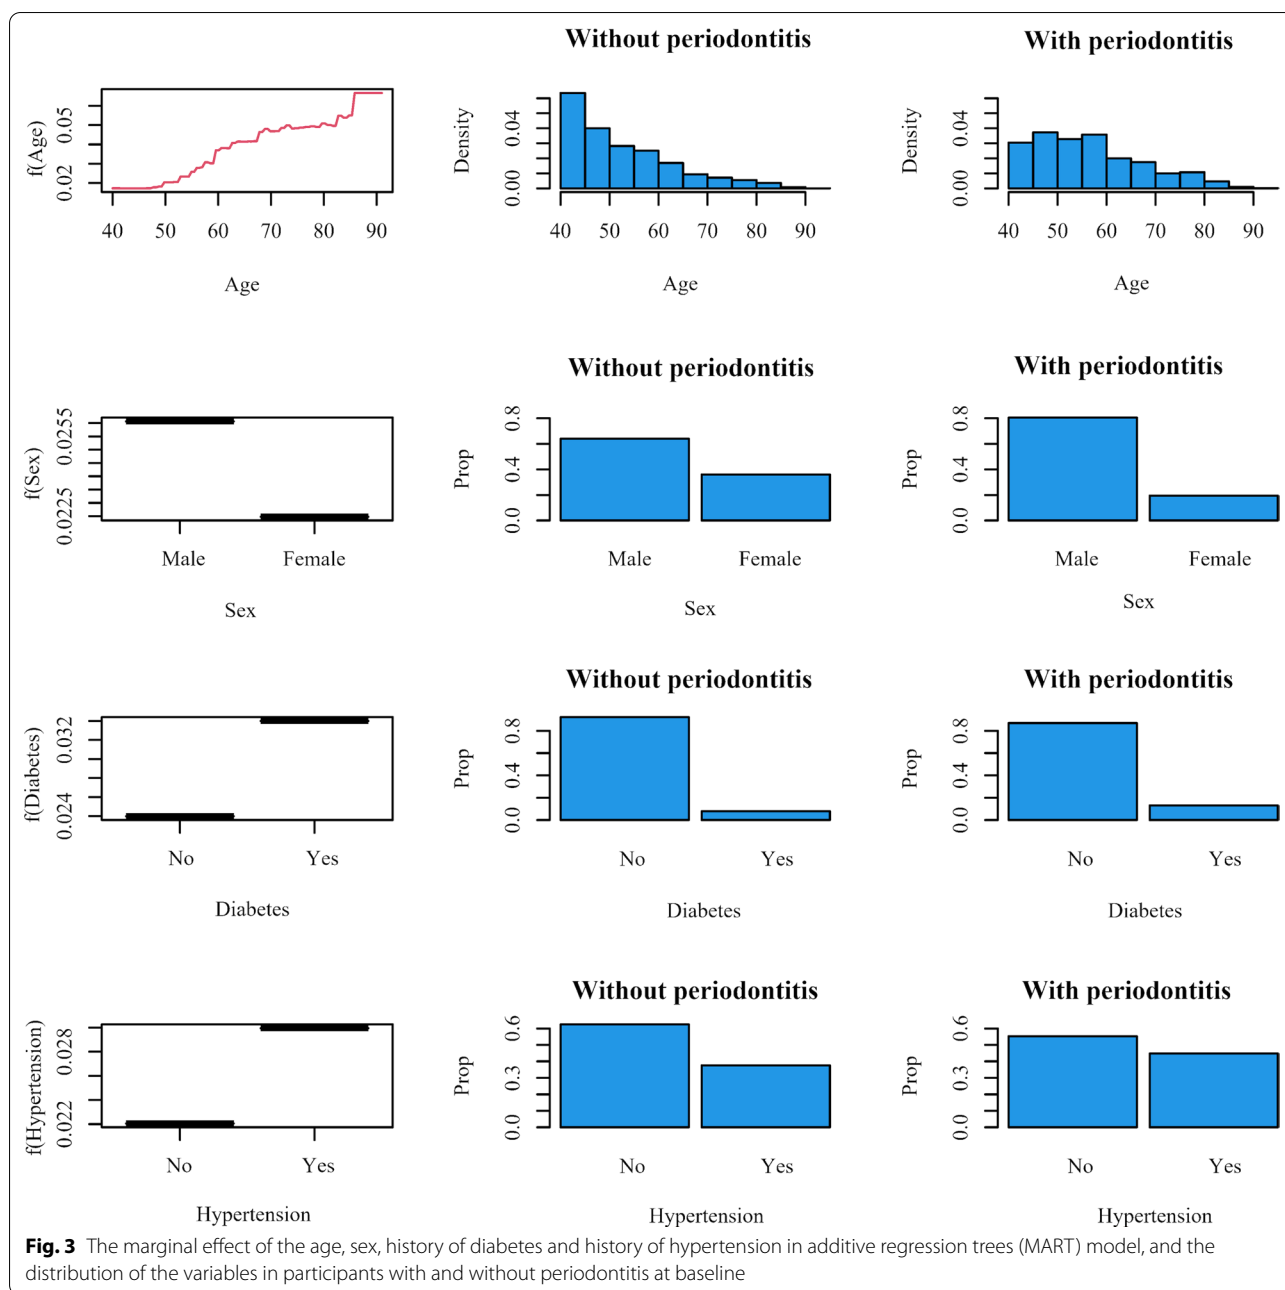 Without periodontitis
With periodontitis
f(Age)
0.02 0.05
40 50 60 70 80 90
Age
Density
0.00 0.04
40 50 60 70 80 90
Age
Density
0.00 0.04
40 50 60 70 80 90
Age
Without periodontitis
With periodontitis
f(Sex)
0.0225 0.0255
Male Female
Sex
Prop
0.0 0.4 0.8
Male Female
Sex
Prop
0.0 0.4 0.8
Male Female
Sex
Without periodontitis
With periodontitis
f(Diabetes)
0.024 0.032
No Yes
Diabetes
Prop
0.0 0.4 0.8
No Yes
Diabetes
Prop
0.0 0.4 0.8
No Yes
Diabetes
Without periodontitis
With periodontitis
f(Hypertension)
0.022 0.028
No Yes
Hypertension
Prop
0.0 0.3 0.6
No Yes
Hypertension
Prop
0.0 0.3 0.6
No Yes
Hypertension
Fig. 3 The marginal effect of the age, sex, history of diabetes and history of hypertension in additive regression trees (MART) model, and the
distribution of the variables in participants with and without periodontitis at baseline